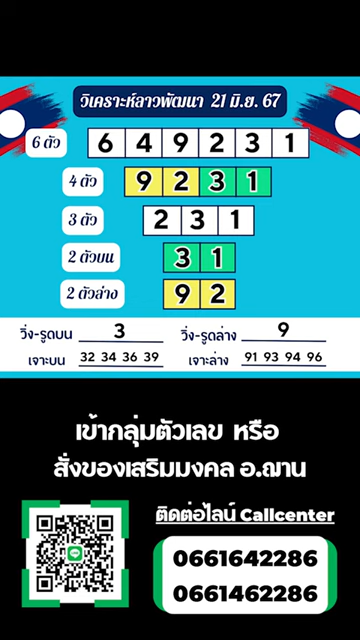 วิเคราะห์ลาวพัฒนา 21 มิ.ย. 67
6 ตัว 6 4 9 2 3 1
4 ตัว 9 2 3 1
3 ตัว 2 3 1
2 ตัวบน 3 1
2 ตัวล่าง 9 2
วิ่ง-รูดบน 3 วิ่ง-รูดล่าง 9
เจาะบน 32 34 36 39 เจาะล่าง 91 93 94 96
เข้ากลุ่มตัวเลข หรือ
สั่งของเสริมมงคล อ.ฌาน
ติดต่อไลน์ Callcenter
0661642286
0661462286